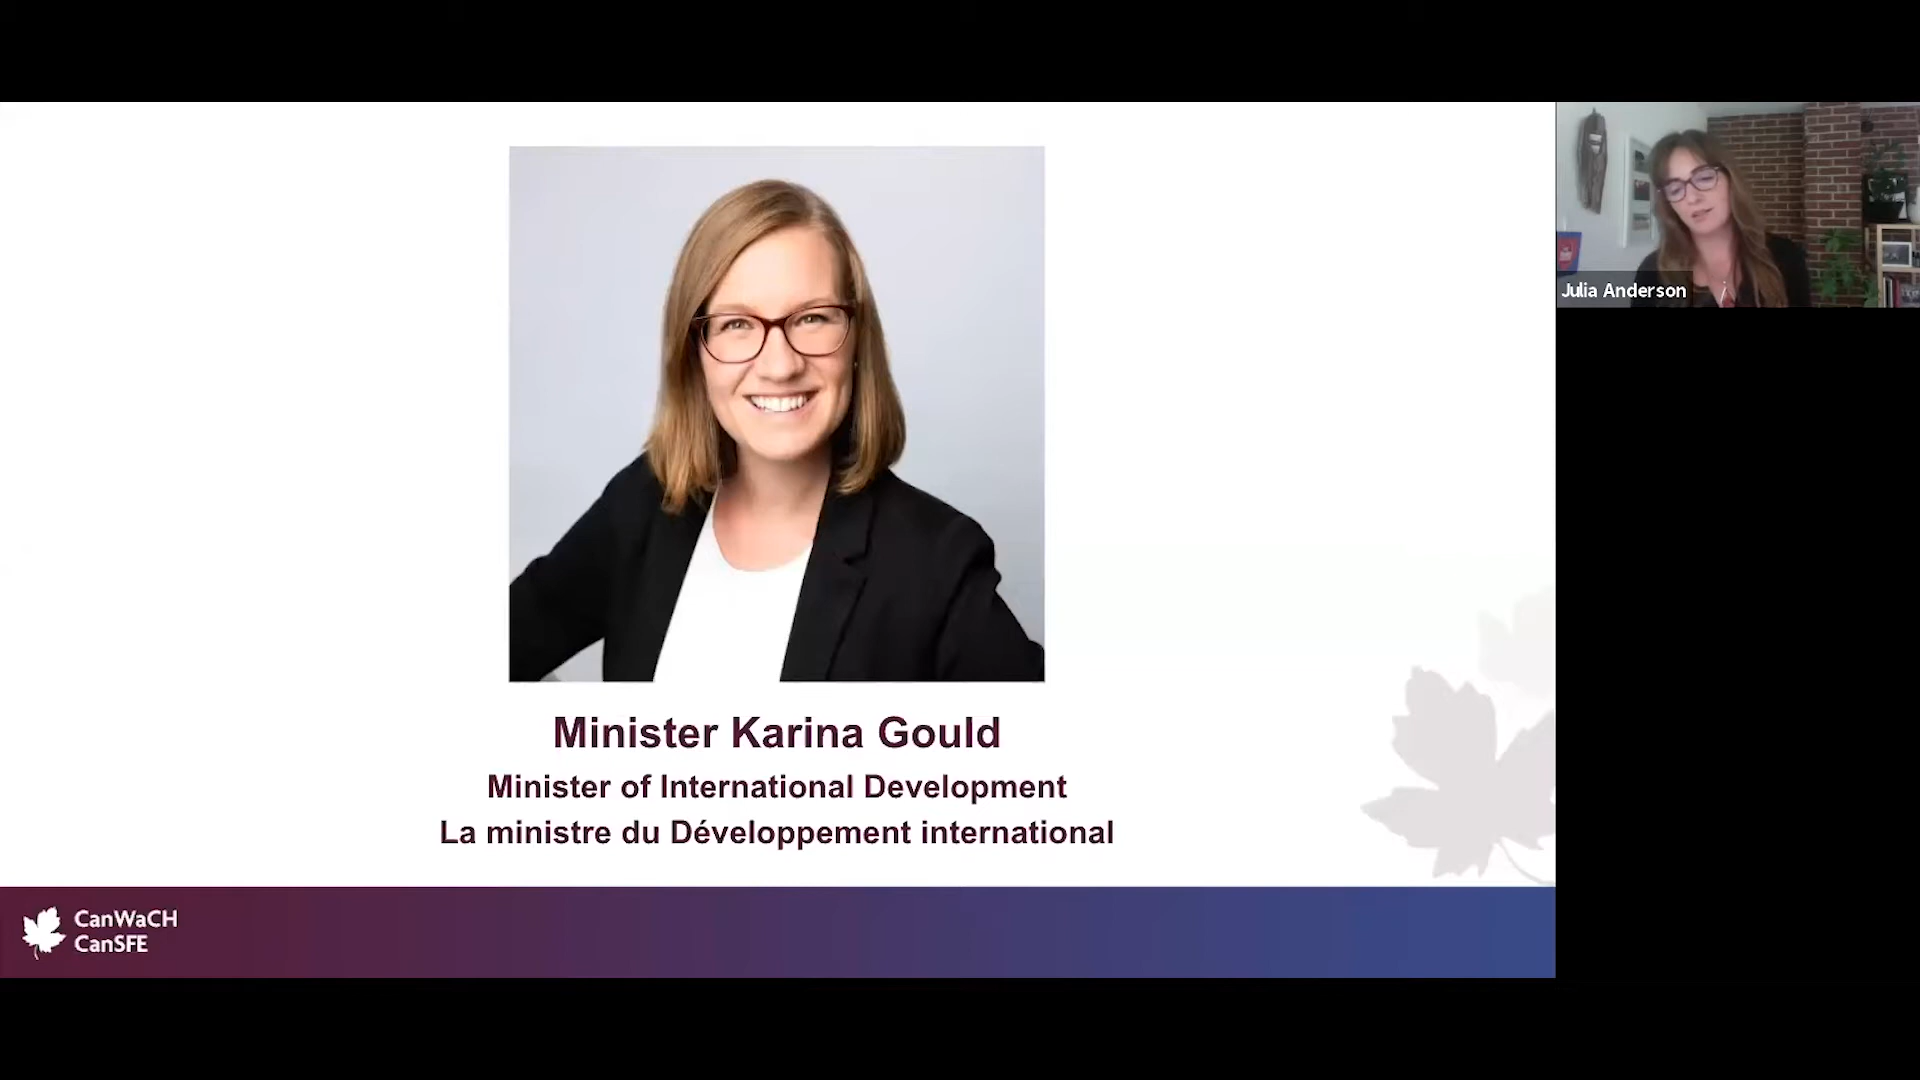 Minister Karina Gould
Minister of International Development
La ministre du Développement international
CanWaCH
CanSFE
Julia Anderson